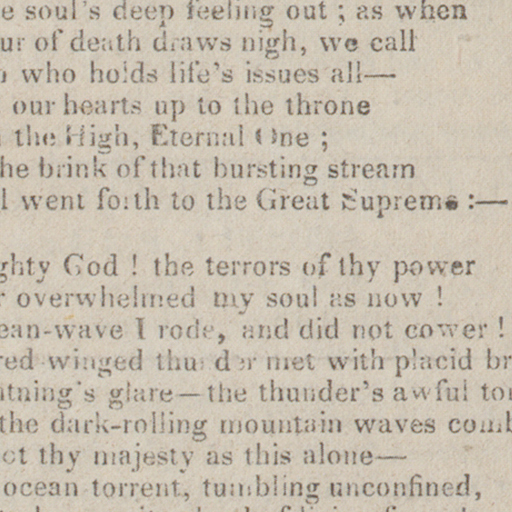 e soul's deep feeling out ; as when
ur of death draws nigh, we call
who holds life's issues all—
our hearts up to the throne
the High, Eternal One ;
he brink of that bursting stream
l went forth to the Great Supreme :—
ghty God ! the terrors of thy power
r overwhelmed my soul as now !
ean-wave I rode, and did not cower !
red winged thunder met with placid br
ntning's glare—the thunder's awful to
the dark-rolling mountain waves comb
ct thy majesty as this alone—
ocean torrent, tumbling unconfined,